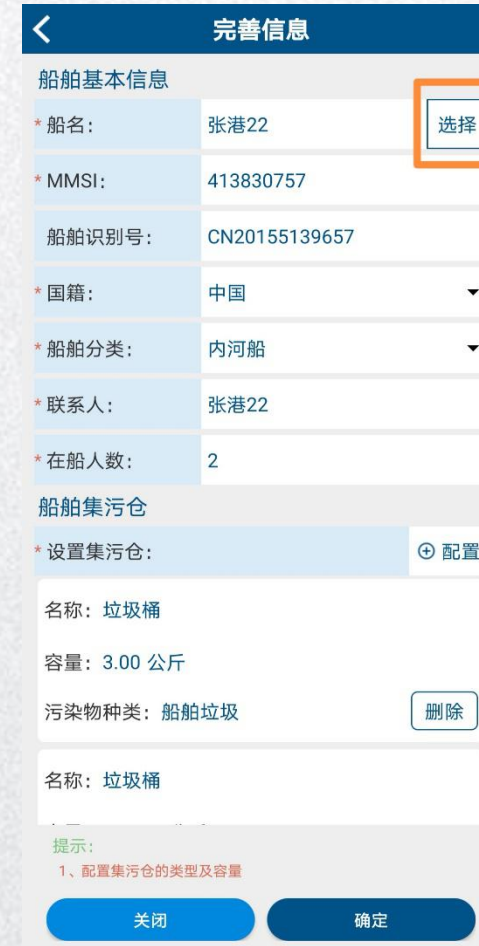 完善信息
船舶基本信息
* 船名： 张港22 选择
* MMSI： 413830757
船舶识别号： CN20155139657
* 国籍： 中国
* 船舶分类： 内河船
* 联系人： 张港22
* 在船人数： 2
船舶集污仓
* 设置集污仓： ⊕ 配置
名称：垃圾桶
容量：3.00 公斤
污染物种类：船舶垃圾 删除
名称：垃圾桶
提示：
1、配置集污仓的类型及容量
关闭 确定